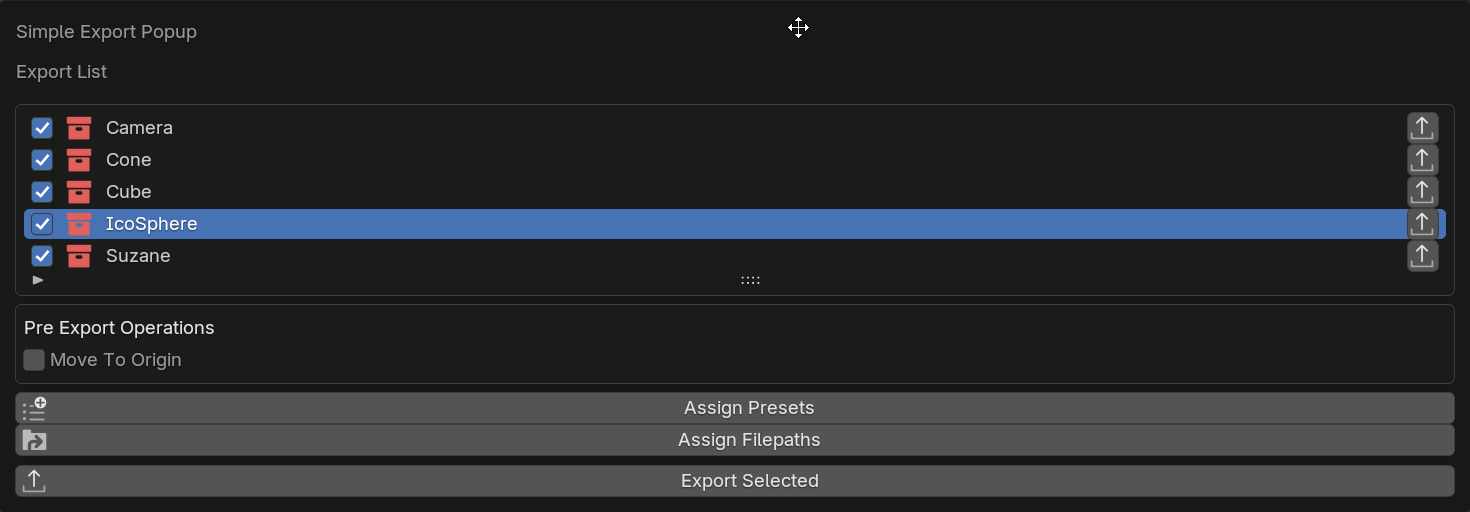 Simple Export Popup
Export List
Camera
Cone
Cube
IcoSphere
Suzane
Pre Export Operations
Move To Origin
Assign Presets
Assign Filepaths
Export Selected